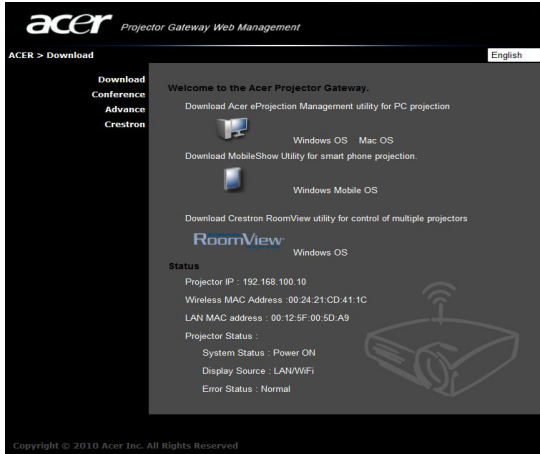 acer Projector Gateway Web Management
ACER > Download
English
Download
Conference
Advance
Crestron
Welcome to the Acer Projector Gateway.
Download Acer eProjection Management utility for PC projection
Windows OS Mac OS
Download MobileShow Utility for smart phone projection.
Windows Mobile OS
Download Crestron RoomView utility for control of multiple projectors
RoomView
Windows OS
Status
Projector IP : 192.168.100.10
Wireless MAC Address :00:24:21:CD:41:1C
LAN MAC address : 00:12:5F:00:5D:A9
Projector Status :
System Status : Power ON
Display Source : LAN/WiFi
Error Status : Normal
Copyright © 2010 Acer Inc. All Rights Reserved